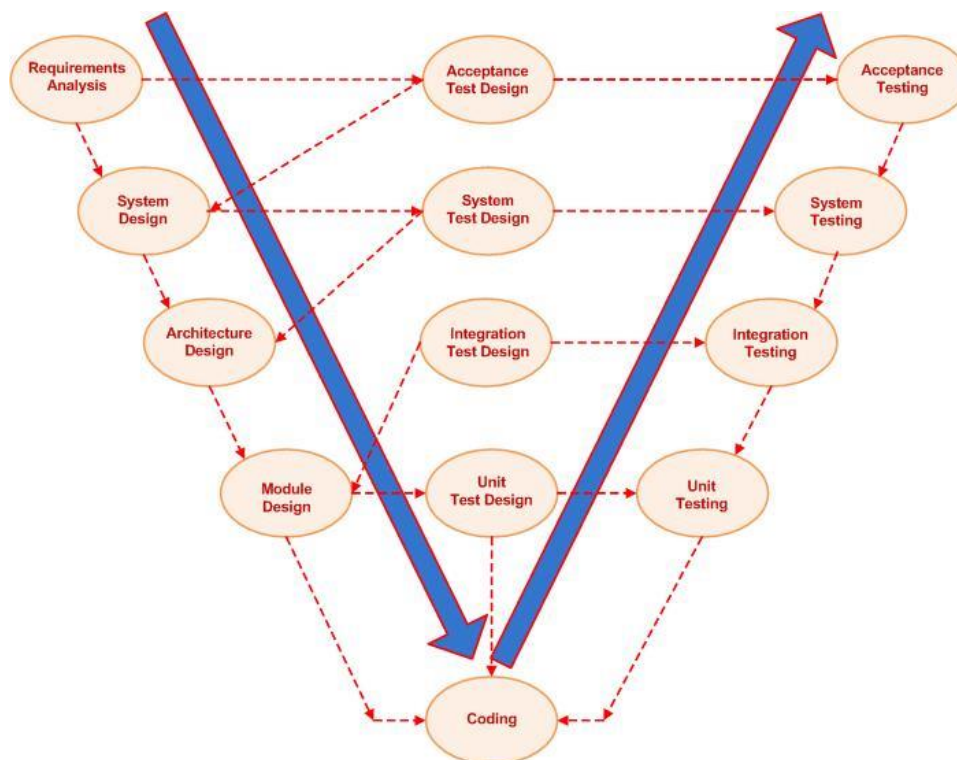 Requirements
Analysis
Acceptance
Test Design
Acceptance
Testing
System
Design
System
Test Design
System
Testing
Architecture
Design
Integration
Test Design
Integration
Testing
Module
Design
Unit
Test Design
Unit
Testing
Coding